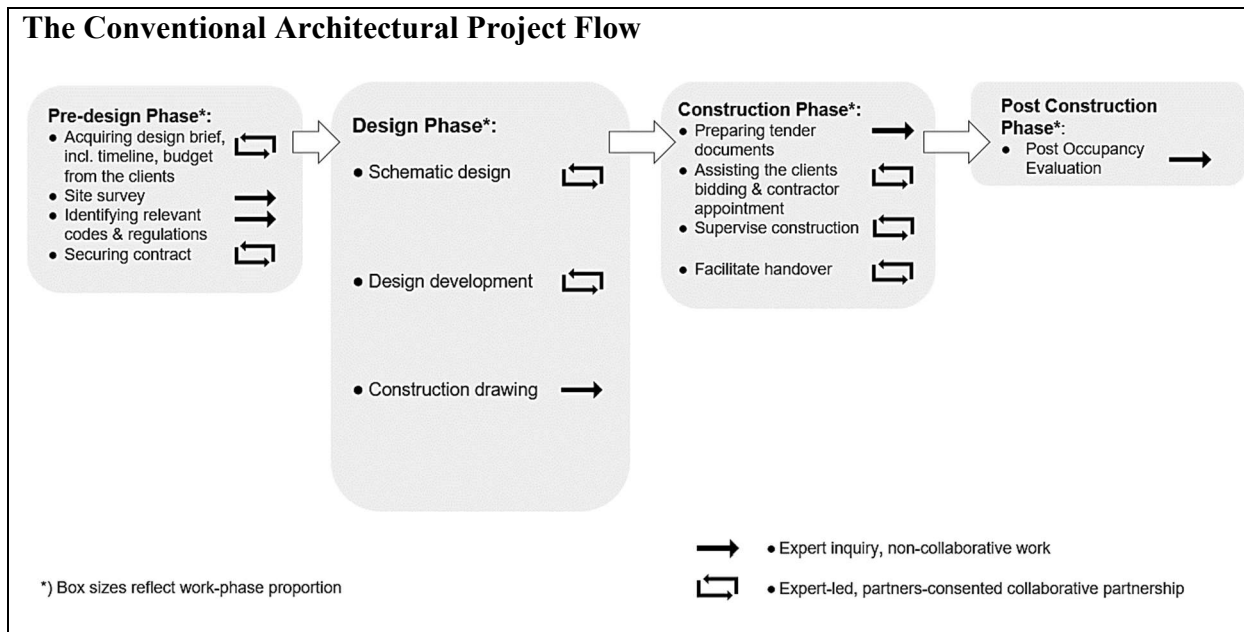 The Conventional Architectural Project Flow
Pre-design Phase*:
● Acquiring design brief,
incl. timeline, budget
from the clients
● Site survey
● Identifying relevant
codes & regulations
● Securing contract
Design Phase*:
● Schematic design
● Design development
● Construction drawing
Construction Phase*:
● Preparing tender
documents
● Assisting the clients
bidding & contractor
appointment
● Supervise construction
● Facilitate handover
Post Construction
Phase*:
● Post Occupancy
Evaluation
● Expert inquiry, non-collaborative work
● Expert-led, partners-consented collaborative partnership
*) Box sizes reflect work-phase proportion